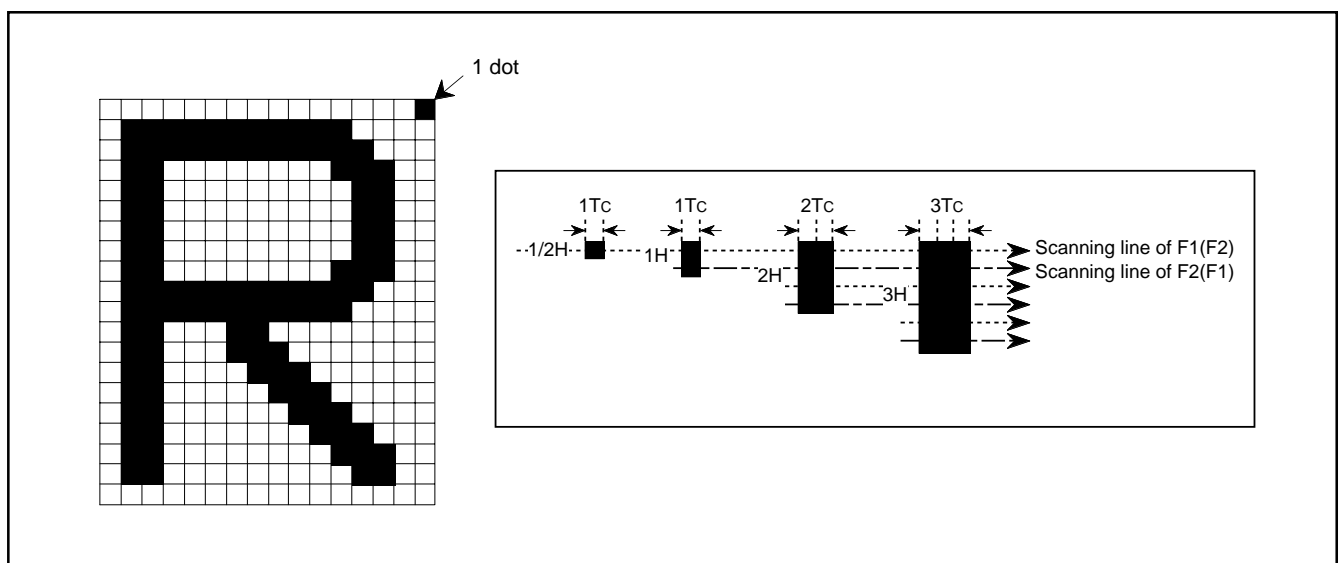 1 dot
1TC 1TC 2TC 3TC
1/2H Scanning line of F1(F2)
1H Scanning line of F2(F1)
2H
3H
R